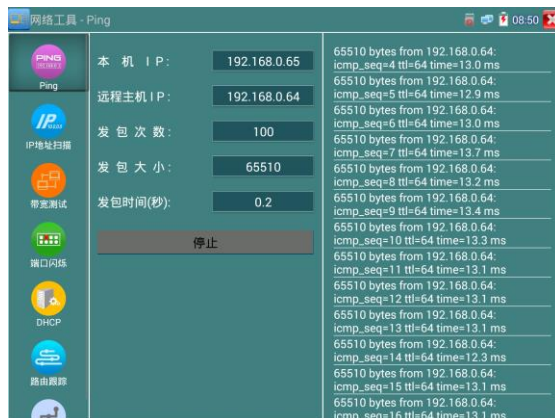 网络工具 - Ping
08:50
PING
Ping
IP
IP地址扫描
带宽测试
端口闪烁
DHCP
路由跟踪
本 机 IP:
192.168.0.65
远程主机IP:
192.168.0.64
发 包 次 数:
100
发 包 大 小:
65510
发包时间(秒):
0.2
停止
65510 bytes from 192.168.0.64:
icmp_seq=4 ttl=64 time=13.0 ms
65510 bytes from 192.168.0.64:
icmp_seq=5 ttl=64 time=12.9 ms
65510 bytes from 192.168.0.64:
icmp_seq=6 ttl=64 time=13.0 ms
65510 bytes from 192.168.0.64:
icmp_seq=7 ttl=64 time=13.7 ms
65510 bytes from 192.168.0.64:
icmp_seq=8 ttl=64 time=13.2 ms
65510 bytes from 192.168.0.64:
icmp_seq=9 ttl=64 time=13.4 ms
65510 bytes from 192.168.0.64:
icmp_seq=10 ttl=64 time=13.3 ms
65510 bytes from 192.168.0.64:
icmp_seq=11 ttl=64 time=13.1 ms
65510 bytes from 192.168.0.64:
icmp_seq=12 ttl=64 time=13.1 ms
65510 bytes from 192.168.0.64:
icmp_seq=13 ttl=64 time=13.1 ms
65510 bytes from 192.168.0.64:
icmp_seq=14 ttl=64 time=12.3 ms
65510 bytes from 192.168.0.64:
icmp_seq=15 ttl=64 time=13.1 ms
65510 bytes from 192.168.0.64:
icmp_seq=16 ttl=64 time=13.1 ms